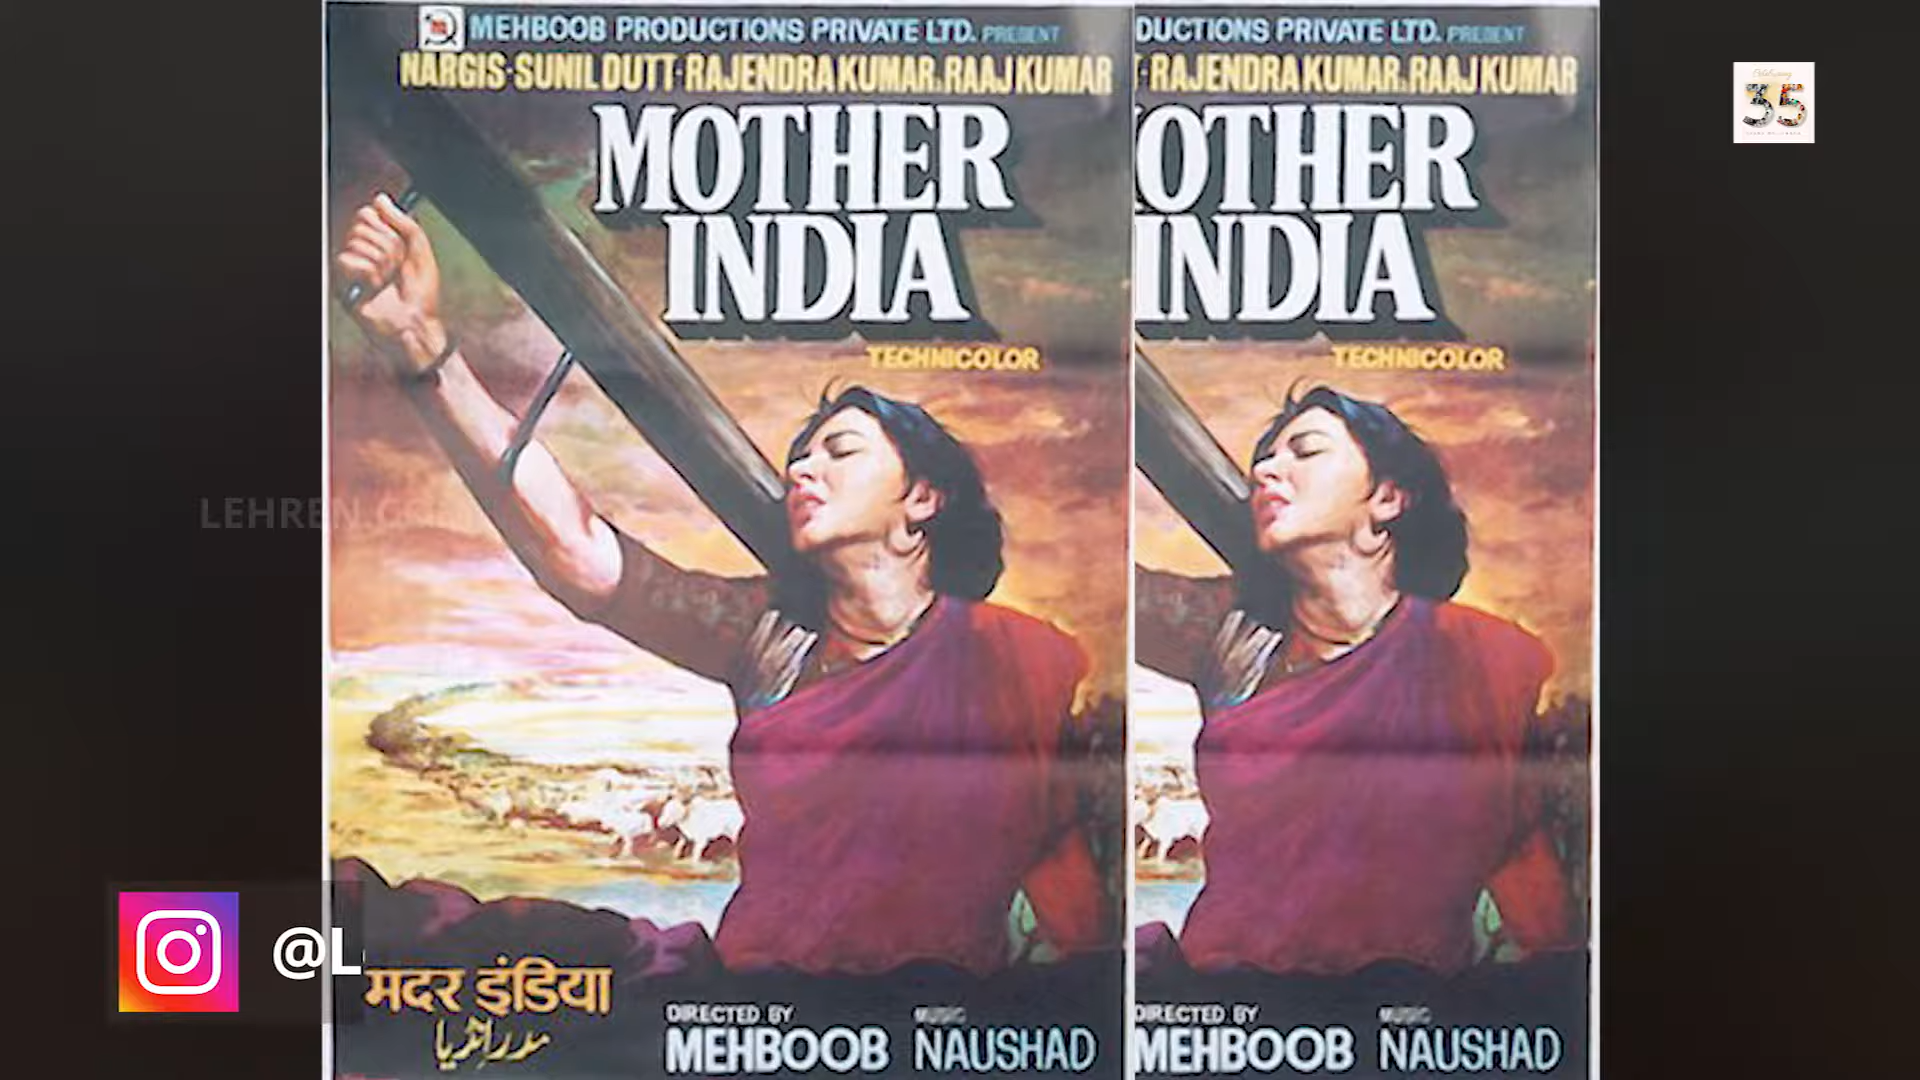 MEHBOOB PRODUCTIONS PRIVATE LTD. PRESENT
NARGIS·SUNIL DUTT·RAJENDRA KUMAR & RAAJ KUMAR
MOTHER
INDIA
TECHNICOLOR
मदर इंडिया
مدر انڈیا
DIRECTED BY
MEHBOOB
MUSIC
NAUSHAD
DUCTIONS PRIVATE LTD. PRESENT
RAJENDRA KUMAR & RAAJ KUMAR
OTHER
INDIA
TECHNICOLOR
DIRECTED BY
MEHBOOB
MUSIC
NAUSHAD
35
LEHREN.COM
@L